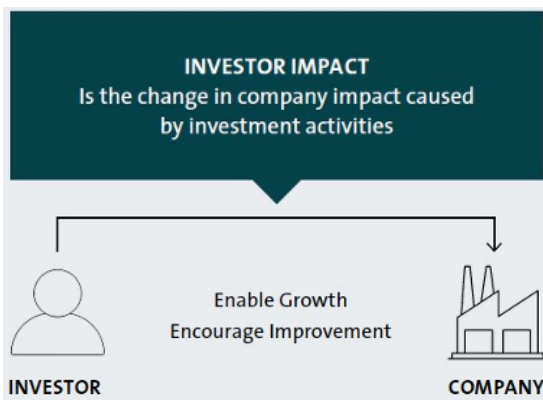 INVESTOR IMPACT
Is the change in company impact caused
by investment activities
Enable Growth
Encourage Improvement
INVESTOR
COMPANY